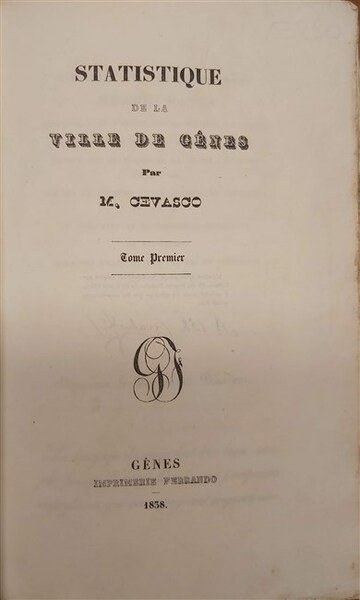 STATISTIQUE
DE LA
VILLE DE GÊNES
Par
M. CEVASCO
Tome Premier
GÊNES
IMPRIMERIE FERRANDO
1838.